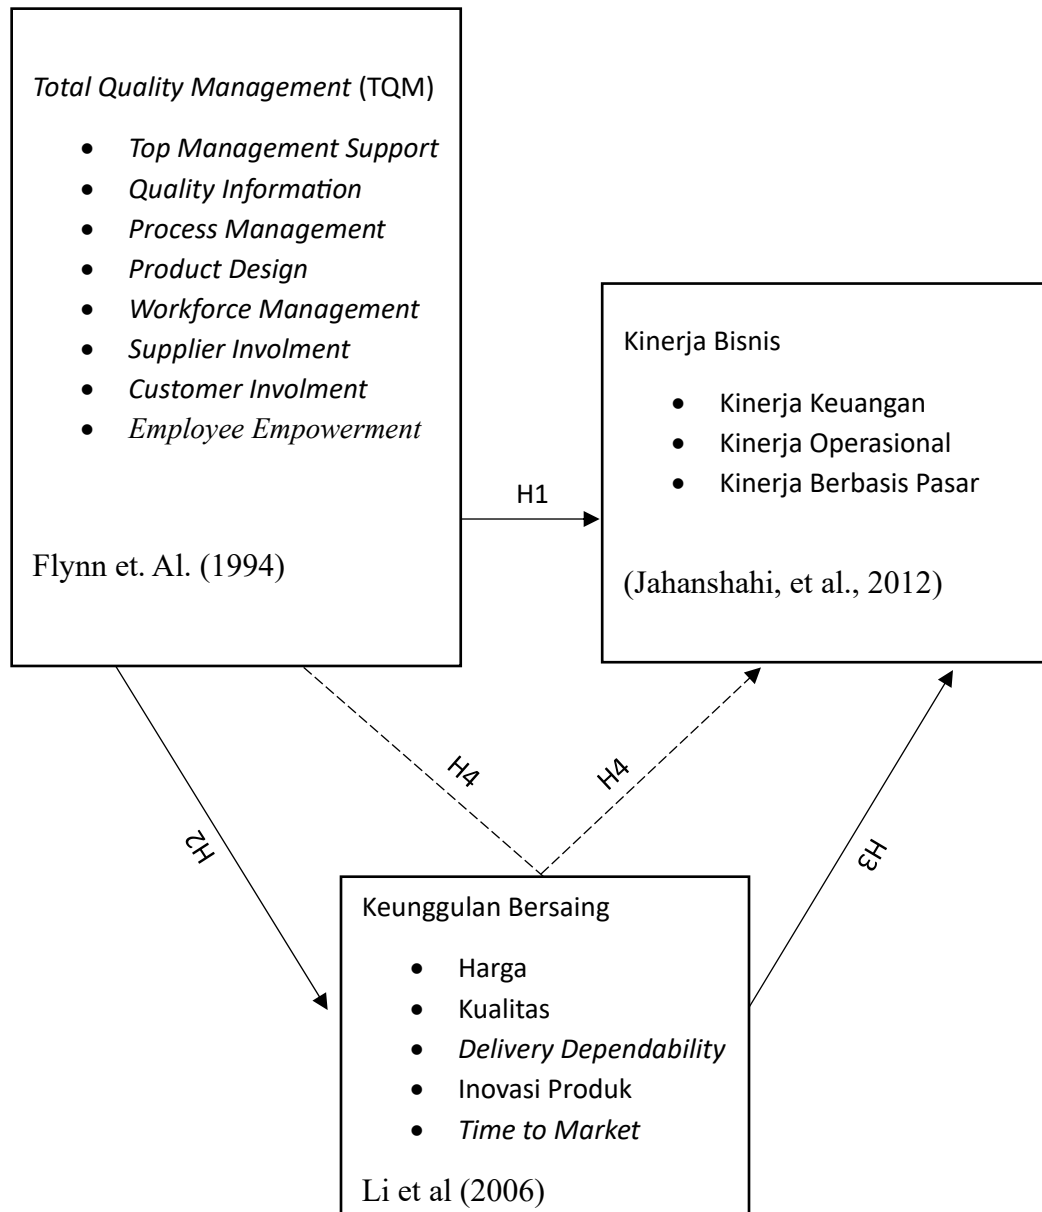 Total Quality Management (TQM)
• Top Management Support
• Quality Information
• Process Management
• Product Design
• Workforce Management
• Supplier Involment
• Customer Involment
• Employee Empowerment
Flynn et. Al. (1994)
H1
Kinerja Bisnis
• Kinerja Keuangan
• Kinerja Operasional
• Kinerja Berbasis Pasar
(Jahanshahi, et al., 2012)
H2
H4
H4
H3
Keunggulan Bersaing
• Harga
• Kualitas
• Delivery Dependability
• Inovasi Produk
• Time to Market
Li et al (2006)